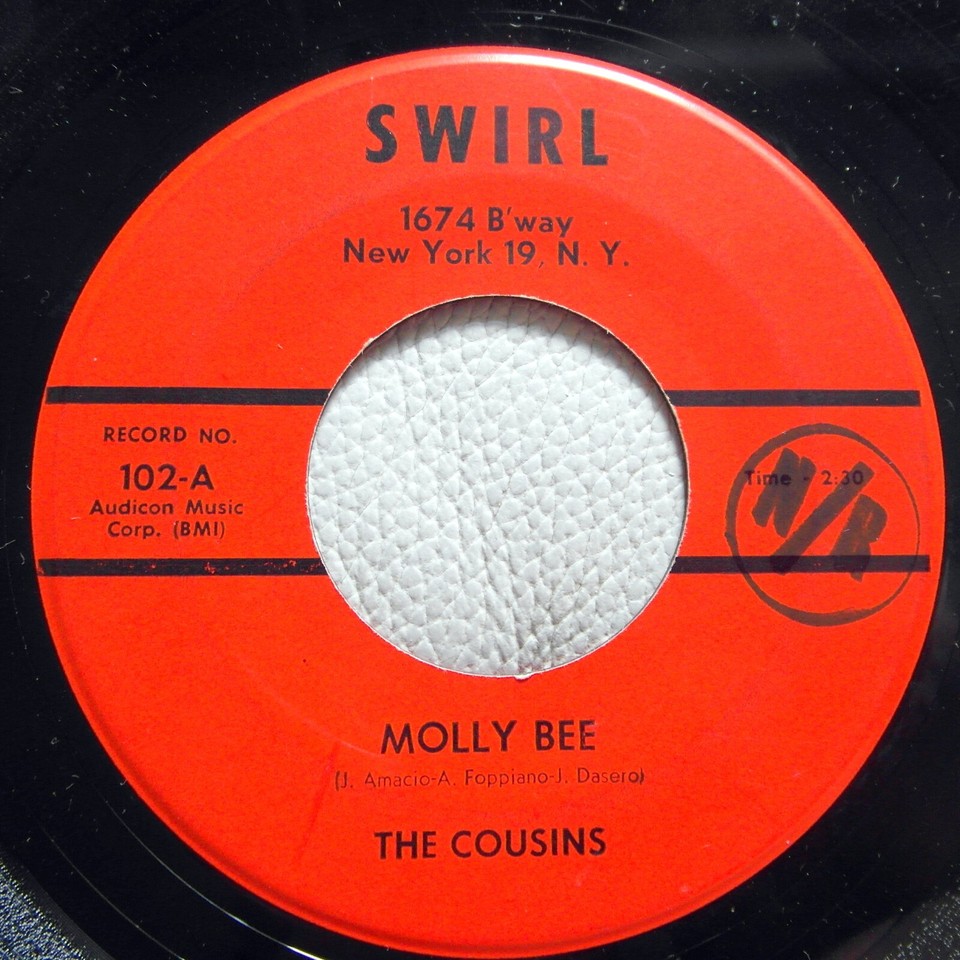 SWIRL
1674 B'way
New York 19, N. Y.
RECORD NO.
102-A
Audicon Music
Corp. (BMI)
Time - 2:30
N/R
MOLLY BEE
(J. Amacio-A. Foppiano-J. Dasero)
THE COUSINS